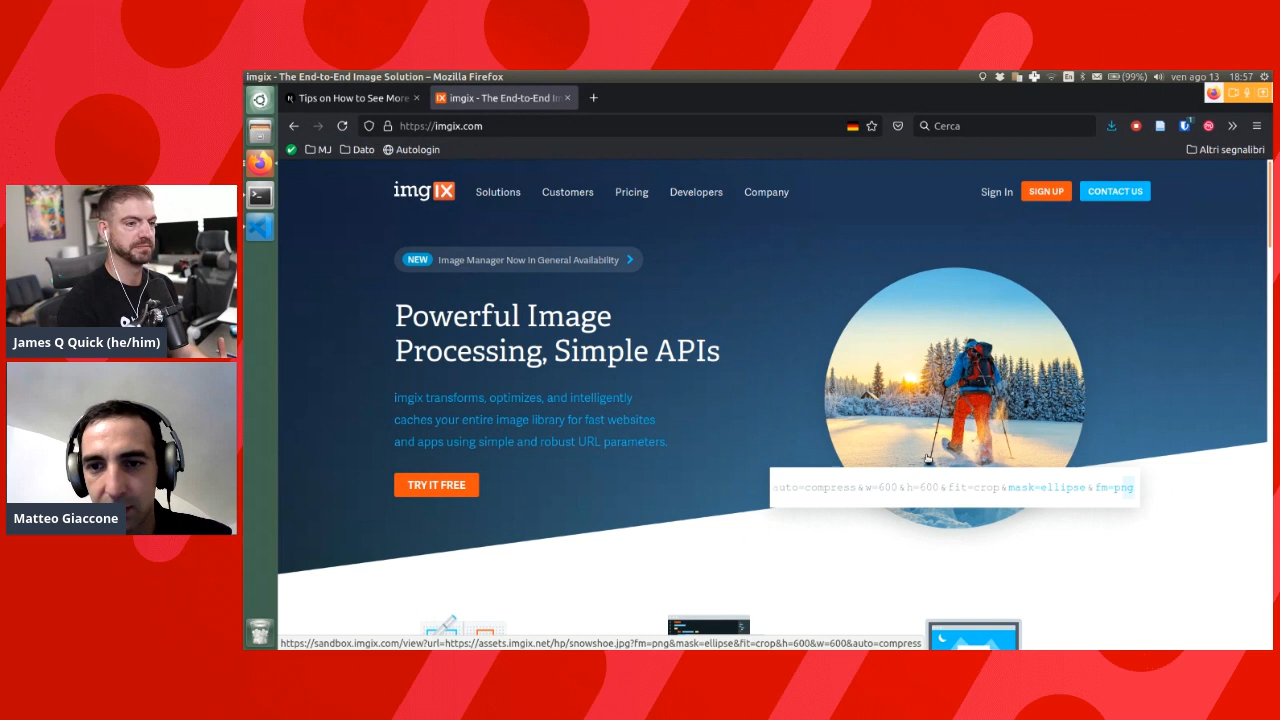 imgix - The End-to-End Image Solution – Mozilla Firefox
En
(99%)
ven ago 13
18:57
Tips on How to See More
imgix - The End-to-End Im
https://imgix.com
Cerca
MJ
Dato
Autologin
Altri segnalibri
imgIX
Solutions
Customers
Pricing
Developers
Company
Sign In
SIGN UP
CONTACT US
NEW
Image Manager Now In General Availability
Powerful Image
Processing, Simple APIs
imgix transforms, optimizes, and intelligently
caches your entire image library for fast websites
and apps using simple and robust URL parameters.
TRY IT FREE
auto=compress&w=600&h=600&fit=crop&mask=ellipse&fm=png
https://sandbox.imgix.com/view?url=https://assets.imgix.net/hp/snowshoe.jpg?fm=png&mask=ellipse&fit=crop&h=600&w=600&auto=compress
James Q Quick (he/him)
Matteo Giaccone